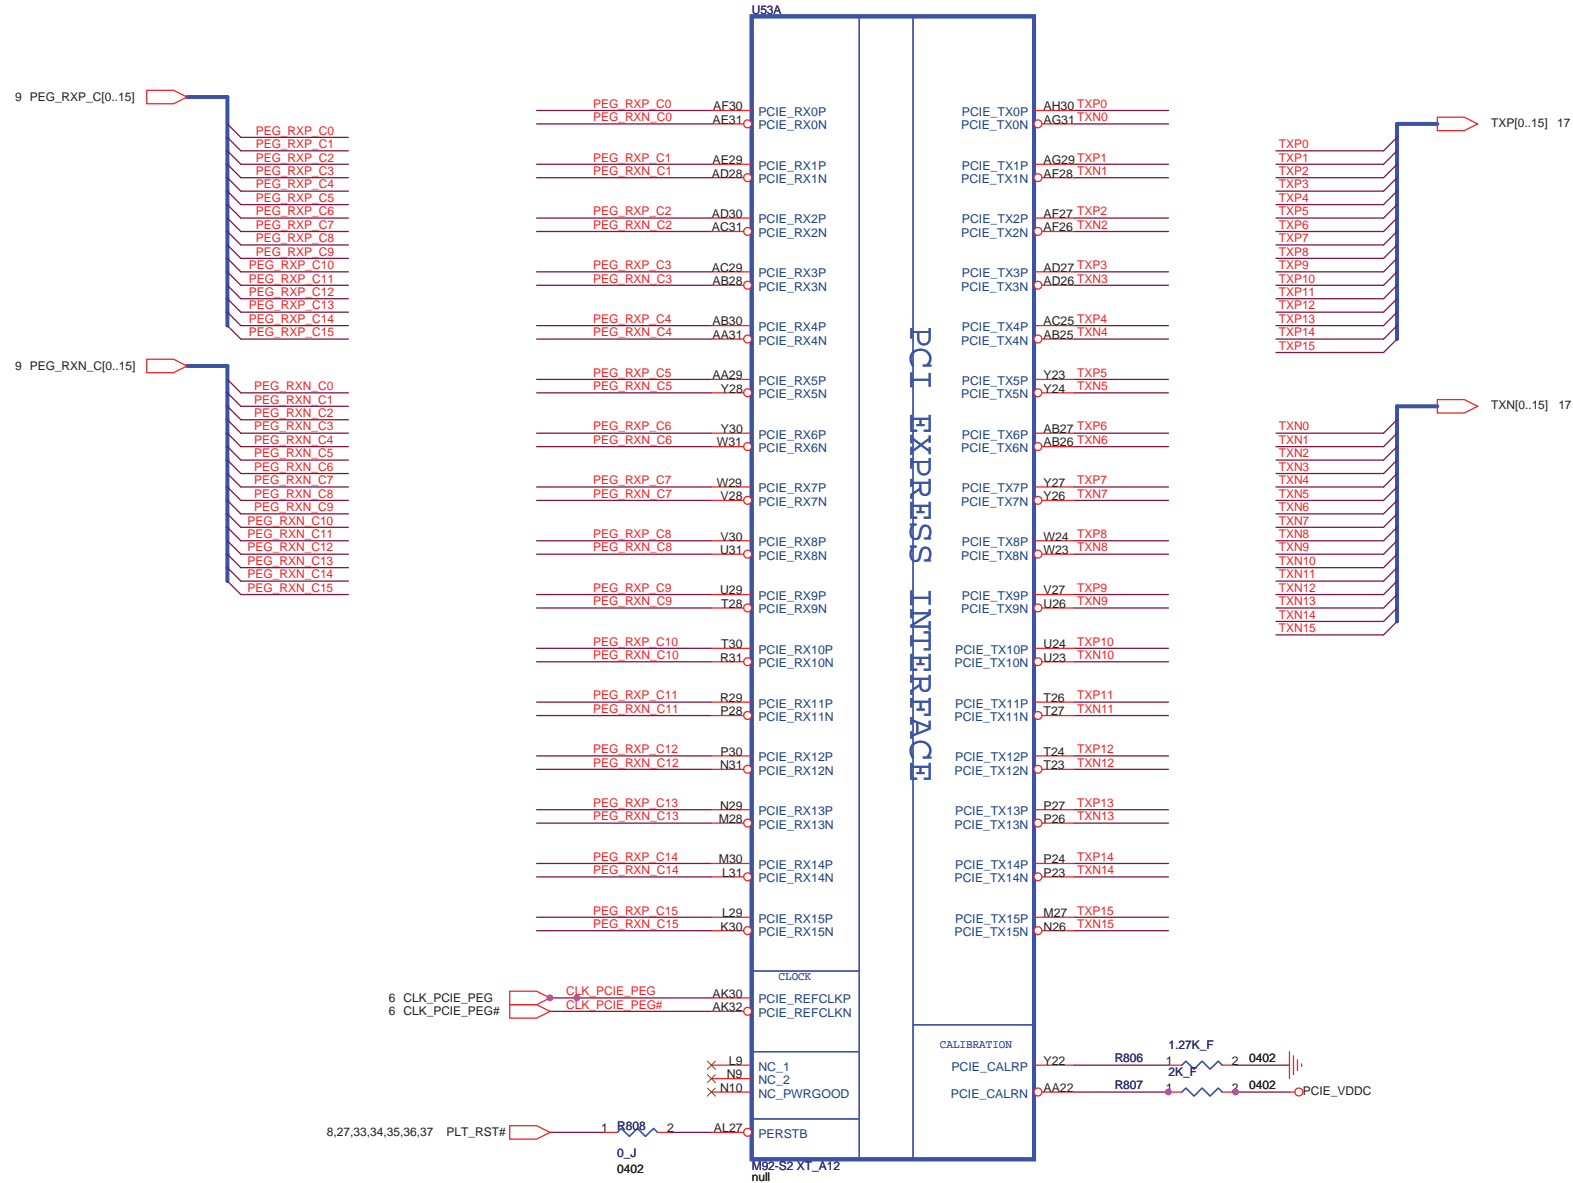 U53A
9 PEG_RXP_C[0..15]
PEG_RXP_C0
PEG_RXP_C1
PEG_RXP_C2
PEG_RXP_C3
PEG_RXP_C4
PEG_RXP_C5
PEG_RXP_C6
PEG_RXP_C7
PEG_RXP_C8
PEG_RXP_C9
PEG_RXP_C10
PEG_RXP_C11
PEG_RXP_C12
PEG_RXP_C13
PEG_RXP_C14
PEG_RXP_C15
9 PEG_RXN_C[0..15]
PEG_RXN_C0
PEG_RXN_C1
PEG_RXN_C2
PEG_RXN_C3
PEG_RXN_C4
PEG_RXN_C5
PEG_RXN_C6
PEG_RXN_C7
PEG_RXN_C8
PEG_RXN_C9
PEG_RXN_C10
PEG_RXN_C11
PEG_RXN_C12
PEG_RXN_C13
PEG_RXN_C14
PEG_RXN_C15
PEG_RXP_C0 AF30 PCIE_RX0P PCIE_TX0P AH30 TXP0
PEG_RXN_C0 AE31 PCIE_RX0N PCIE_TX0N AG31 TXN0
PEG_RXP_C1 AE29 PCIE_RX1P PCIE_TX1P AG29 TXP1
PEG_RXN_C1 AD28 PCIE_RX1N PCIE_TX1N AF28 TXN1
PEG_RXP_C2 AD30 PCIE_RX2P PCIE_TX2P AF27 TXP2
PEG_RXN_C2 AC31 PCIE_RX2N PCIE_TX2N AF26 TXN2
PEG_RXP_C3 AC29 PCIE_RX3P PCIE_TX3P AD27 TXP3
PEG_RXN_C3 AB28 PCIE_RX3N PCIE_TX3N AD26 TXN3
PEG_RXP_C4 AB30 PCIE_RX4P PCIE_TX4P AC25 TXP4
PEG_RXN_C4 AA31 PCIE_RX4N PCIE_TX4N AB25 TXN4
PEG_RXP_C5 AA29 PCIE_RX5P PCIE_TX5P Y23 TXP5
PEG_RXN_C5 Y28 PCIE_RX5N PCIE_TX5N Y24 TXN5
PEG_RXP_C6 Y30 PCIE_RX6P PCIE_TX6P AB27 TXP6
PEG_RXN_C6 W31 PCIE_RX6N PCIE_TX6N AB26 TXN6
PEG_RXP_C7 W29 PCIE_RX7P PCIE_TX7P Y27 TXP7
PEG_RXN_C7 V28 PCIE_RX7N PCIE_TX7N Y26 TXN7
PEG_RXP_C8 V30 PCIE_RX8P PCIE_TX8P W24 TXP8
PEG_RXN_C8 U31 PCIE_RX8N PCIE_TX8N W23 TXN8
PEG_RXP_C9 U29 PCIE_RX9P PCIE_TX9P V27 TXP9
PEG_RXN_C9 T28 PCIE_RX9N PCIE_TX9N U26 TXN9
PEG_RXP_C10 T30 PCIE_RX10P PCIE_TX10P U24 TXP10
PEG_RXN_C10 R31 PCIE_RX10N PCIE_TX10N U23 TXN10
PEG_RXP_C11 R29 PCIE_RX11P PCIE_TX11P T26 TXP11
PEG_RXN_C11 P28 PCIE_RX11N PCIE_TX11N T27 TXN11
PEG_RXP_C12 P30 PCIE_RX12P PCIE_TX12P T24 TXP12
PEG_RXN_C12 N31 PCIE_RX12N PCIE_TX12N T23 TXN12
PEG_RXP_C13 N29 PCIE_RX13P PCIE_TX13P P27 TXP13
PEG_RXN_C13 M28 PCIE_RX13N PCIE_TX13N P26 TXN13
PEG_RXP_C14 M30 PCIE_RX14P PCIE_TX14P P24 TXP14
PEG_RXN_C14 L31 PCIE_RX14N PCIE_TX14N P23 TXN14
PEG_RXP_C15 L29 PCIE_RX15P PCIE_TX15P M27 TXP15
PEG_RXN_C15 K30 PCIE_RX15N PCIE_TX15N N26 TXN15
PCI EXPRESS INTERFACE
CLOCK
6 CLK_PCIE_PEG CLK_PCIE_PEG AK30 PCIE_REFCLKP
6 CLK_PCIE_PEG# CLK_PCIE_PEG# AK32 PCIE_REFCLKN
L9 NC_1
N9 NC_2
N10 NC_PWRGOOD
8,27,33,34,35,36,37 PLT_RST# 1 R808 2 AL27 PERSTB
0_J
0402
M92-S2 XT_A12
null
CALIBRATION
1.27K_F
PCIE_CALRP Y22 R806 1 2 0402
2K_F
PCIE_CALRN AA22 R807 1 2 0402 PCIE_VDDC
TXP[0..15] 17
TXP0
TXP1
TXP2
TXP3
TXP4
TXP5
TXP6
TXP7
TXP8
TXP9
TXP10
TXP11
TXP12
TXP13
TXP14
TXP15
TXN[0..15] 17
TXN0
TXN1
TXN2
TXN3
TXN4
TXN5
TXN6
TXN7
TXN8
TXN9
TXN10
TXN11
TXN12
TXN13
TXN14
TXN15